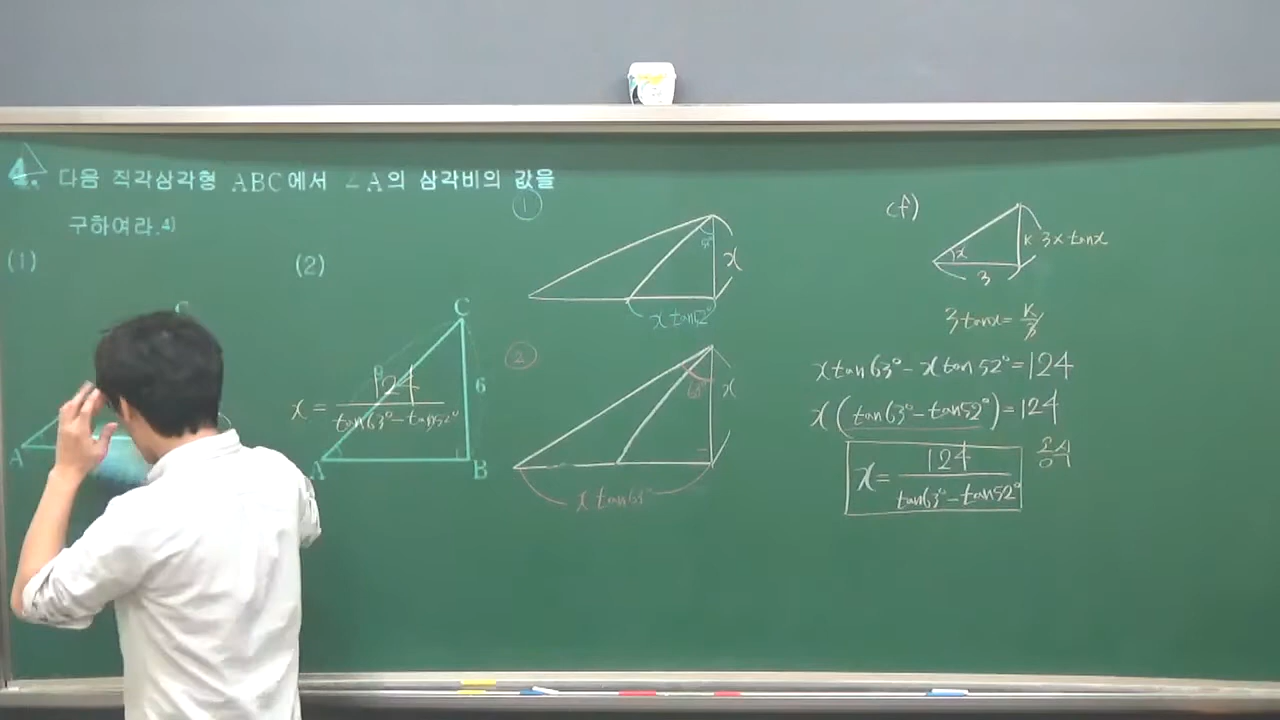 다음 직각삼각형 ABC에서 ∠A의 삼각비의 값을
구하여라.4)
(1)
(2)
A
C
8
6
A
B
x = 124 / tan63° - tan52°
①
x
x tan52°
②
x
x tan63°
cf)
x
3
K
3×tanx
3tanx = K/3
x tan63° - x tan52° = 124
x(tan63° - tan52°) = 124
x = 124 / tan63° - tan52°